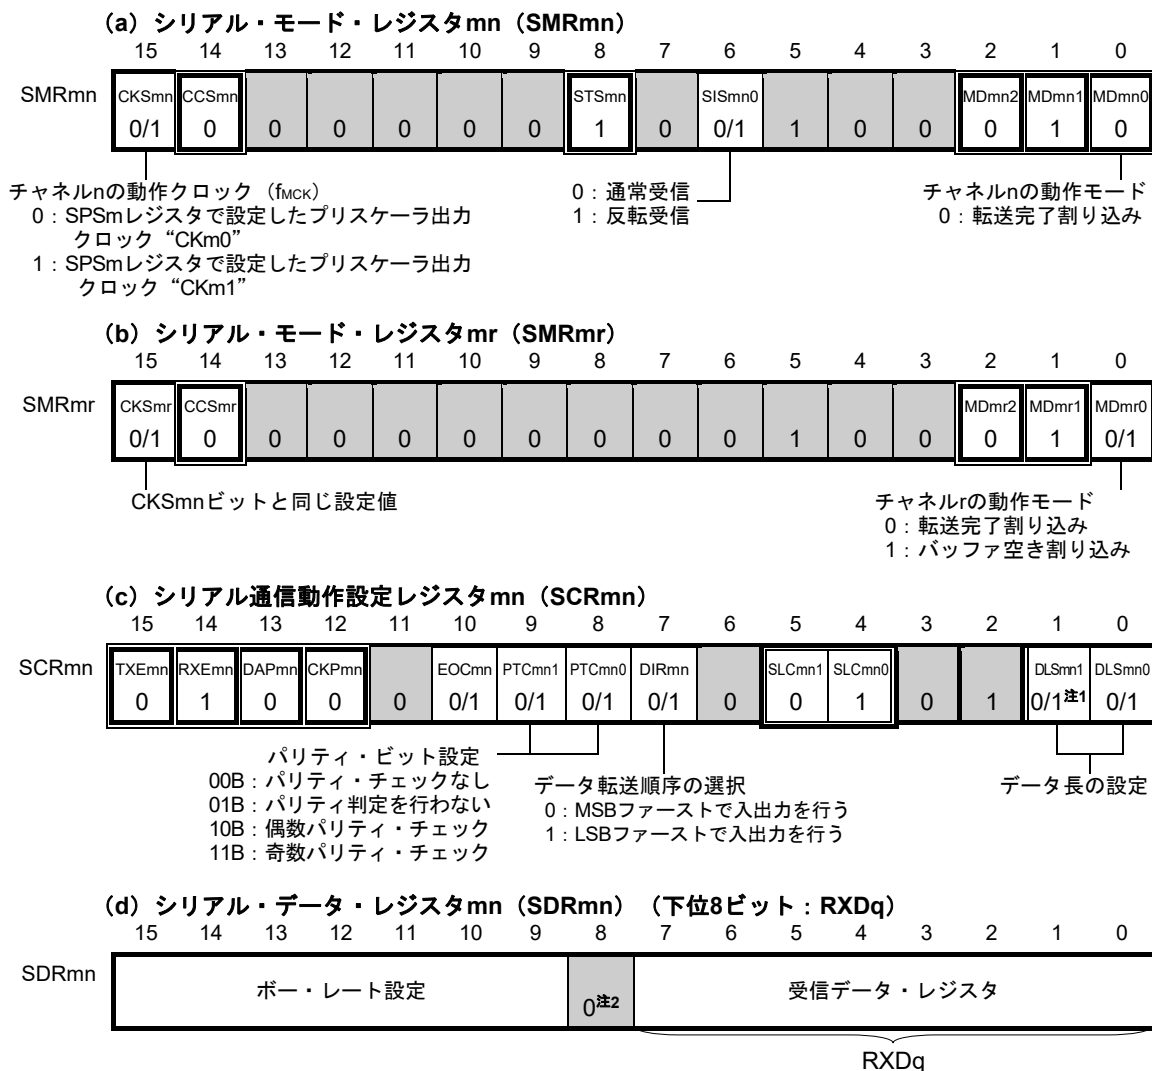 (a) シリアル・モード・レジスタmn（SMRmn）
15 14 13 12 11 10 9 8 7 6 5 4 3 2 1 0
SMRmn
CKSmn CCSmn STSmn SISmn0 MDmn2 MDmn1 MDmn0
0/1 0 0 0 0 0 0 1 0 0/1 1 0 0 0 1 0
チャネルnの動作クロック（fMCK）
0：SPSmレジスタで設定したプリスケーラ出力
クロック“CKm0”
1：SPSmレジスタで設定したプリスケーラ出力
クロック“CKm1”
0：通常受信
1：反転受信
チャネルnの動作モード
0：転送完了割り込み
(b) シリアル・モード・レジスタmr（SMRmr）
15 14 13 12 11 10 9 8 7 6 5 4 3 2 1 0
SMRmr
CKSmr CCSmr MDmr2 MDmr1 MDmr0
0/1 0 0 0 0 0 0 0 0 0 1 0 0 0 1 0/1
CKSmnビットと同じ設定値
チャネルrの動作モード
0：転送完了割り込み
1：バッファ空き割り込み
(c) シリアル通信動作設定レジスタmn（SCRmn）
15 14 13 12 11 10 9 8 7 6 5 4 3 2 1 0
SCRmn
TXEmn RXEmn DAPmn CKPmn EOCmn PTCmn1 PTCmn0 DIRmn SLCmn1 SLCmn0 DLSmn1 DLSmn0
0 1 0 0 0 0/1 0/1 0/1 0/1 0 0 1 0 1 0/1注1 0/1
パリティ・ビット設定
00B：パリティ・チェックなし
01B：パリティ判定を行わない
10B：偶数パリティ・チェック
11B：奇数パリティ・チェック
データ転送順序の選択
0：MSBファーストで入出力を行う
1：LSBファーストで入出力を行う
データ長の設定
(d) シリアル・データ・レジスタmn（SDRmn）（下位8ビット：RXDq）
15 14 13 12 11 10 9 8 7 6 5 4 3 2 1 0
SDRmn
ボー・レート設定 0注2 受信データ・レジスタ
RXDq